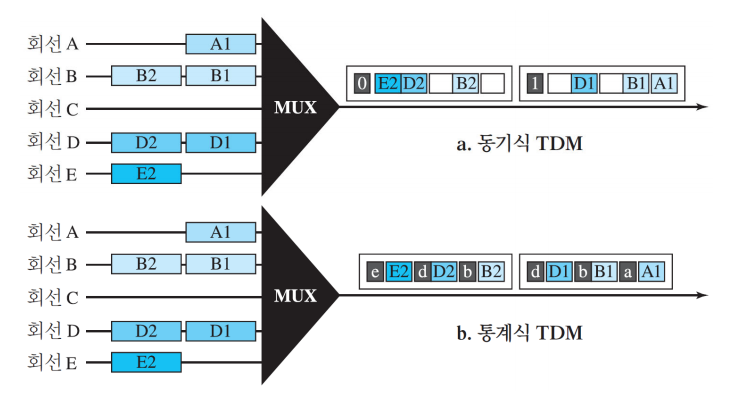 회선 A A1
회선 B B2 B1
회선 C
회선 D D2 D1
회선 E E2
MUX
0 E2 D2 B2 1 D1 B1 A1
a. 동기식 TDM
회선 A A1
회선 B B2 B1
회선 C
회선 D D2 D1
회선 E E2
MUX
e E2 d D2 b B2 d D1 b B1 a A1
b. 통계식 TDM